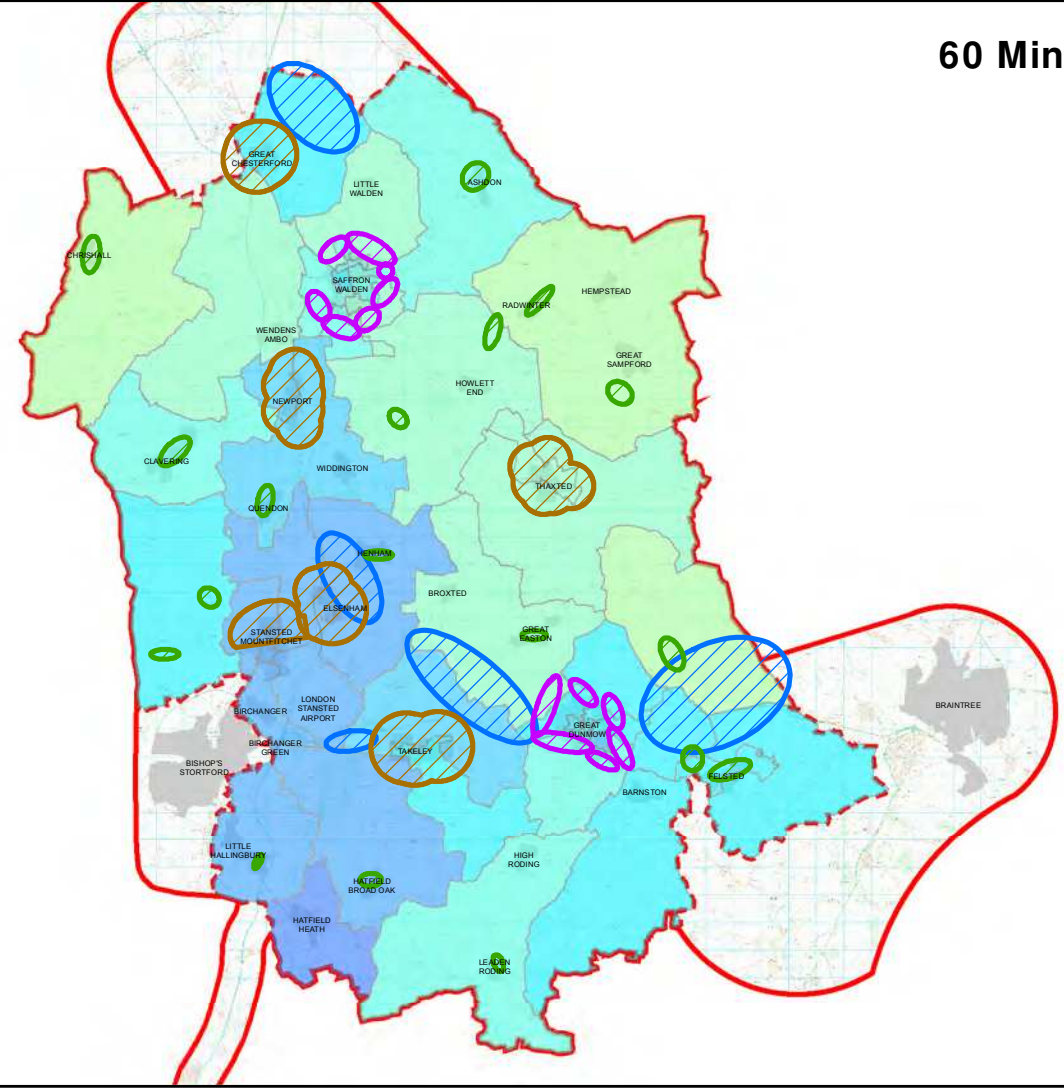 60 Min
GREAT
CHESTERFORD
LITTLE
WALDEN
ASHDON
CHRISHALL
SAFFRON
WALDEN
HEMPSTEAD
RADWINTER
WENDENS
AMBO
GREAT
SAMPFORD
HOWLETT
END
NEWPORT
CLAVERING
WIDDINGTON
THAXTED
QUENDON
HENHAM
BROXTED
ELSENHAM
STANSTED
MOUNTFITCHET
GREAT
EASTON
LONDON
STANSTED
AIRPORT
BIRCHANGER
BRAINTREE
GREAT
DUNMOW
BIRCHANGER
GREEN
TAKELEY
BISHOP'S
STORTFORD
FELSTED
BARNSTON
LITTLE
HALLINGBURY
HIGH
RODING
HATFIELD
BROAD OAK
HATFIELD
HEATH
LEADEN
RODING